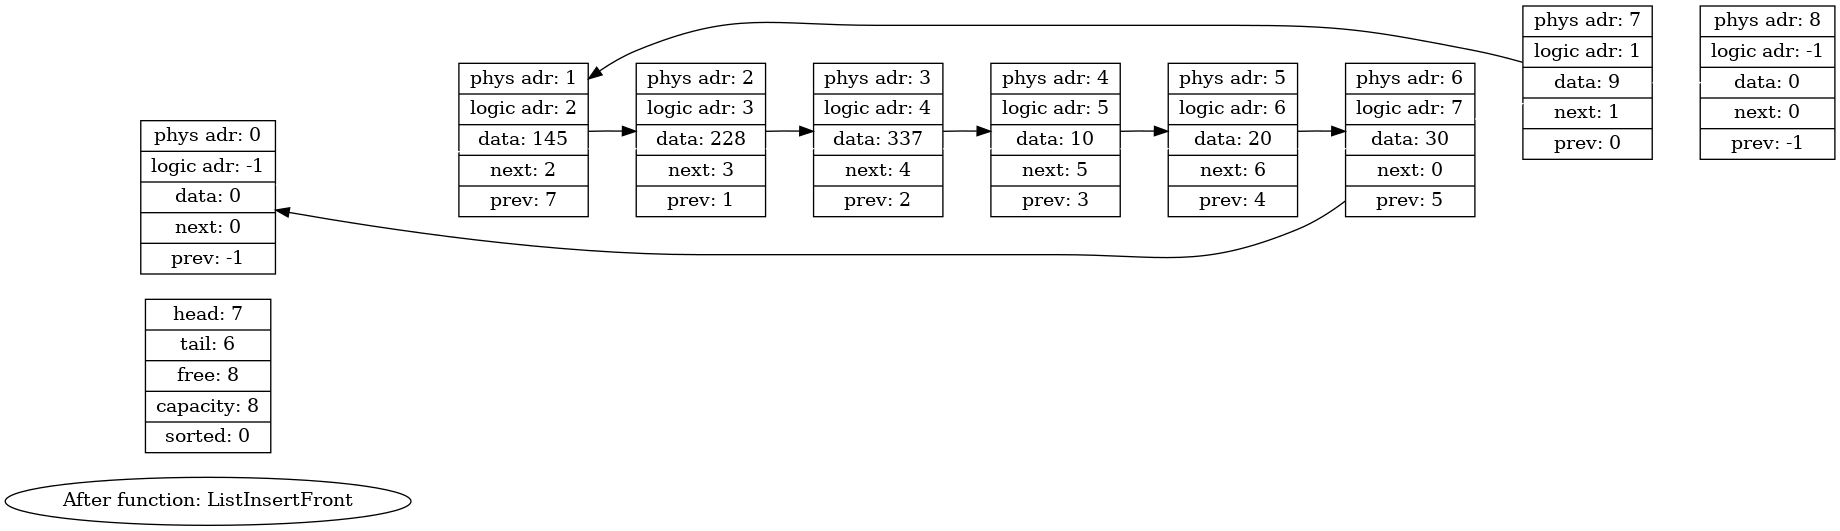 phys adr: 0
logic adr: -1
data: 0
next: 0
prev: -1
phys adr: 1
logic adr: 2
data: 145
next: 2
prev: 7
phys adr: 2
logic adr: 3
data: 228
next: 3
prev: 1
phys adr: 3
logic adr: 4
data: 337
next: 4
prev: 2
phys adr: 4
logic adr: 5
data: 10
next: 5
prev: 3
phys adr: 5
logic adr: 6
data: 20
next: 6
prev: 4
phys adr: 6
logic adr: 7
data: 30
next: 0
prev: 5
phys adr: 7
logic adr: 1
data: 9
next: 1
prev: 0
phys adr: 8
logic adr: -1
data: 0
next: 0
prev: -1
head: 7
tail: 6
free: 8
capacity: 8
sorted: 0
After function: ListInsertFront